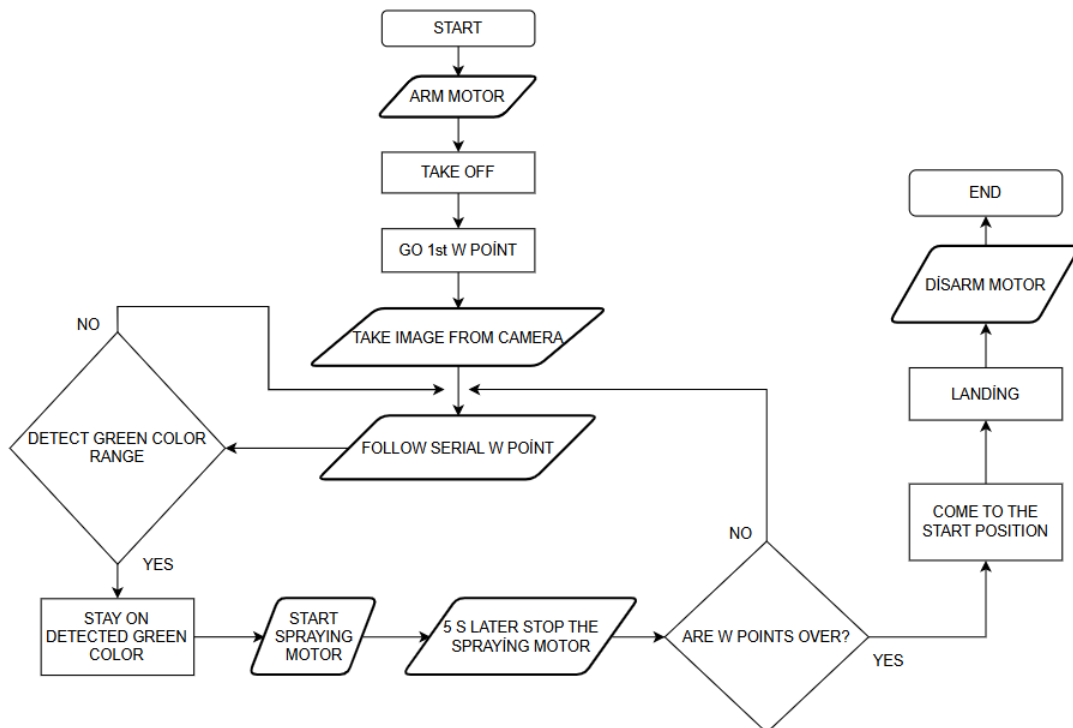 START
ARM MOTOR
TAKE OFF
GO 1st W POİNT
TAKE IMAGE FROM CAMERA
FOLLOW SERIAL W POİNT
NO
DETECT GREEN COLOR
RANGE
YES
STAY ON
DETECTED GREEN
COLOR
START
SPRAYING
MOTOR
5 S LATER STOP THE
SPRAYİNG MOTOR
ARE W POINTS OVER?
NO
YES
COME TO THE
START POSITION
LANDİNG
DİSARM MOTOR
END